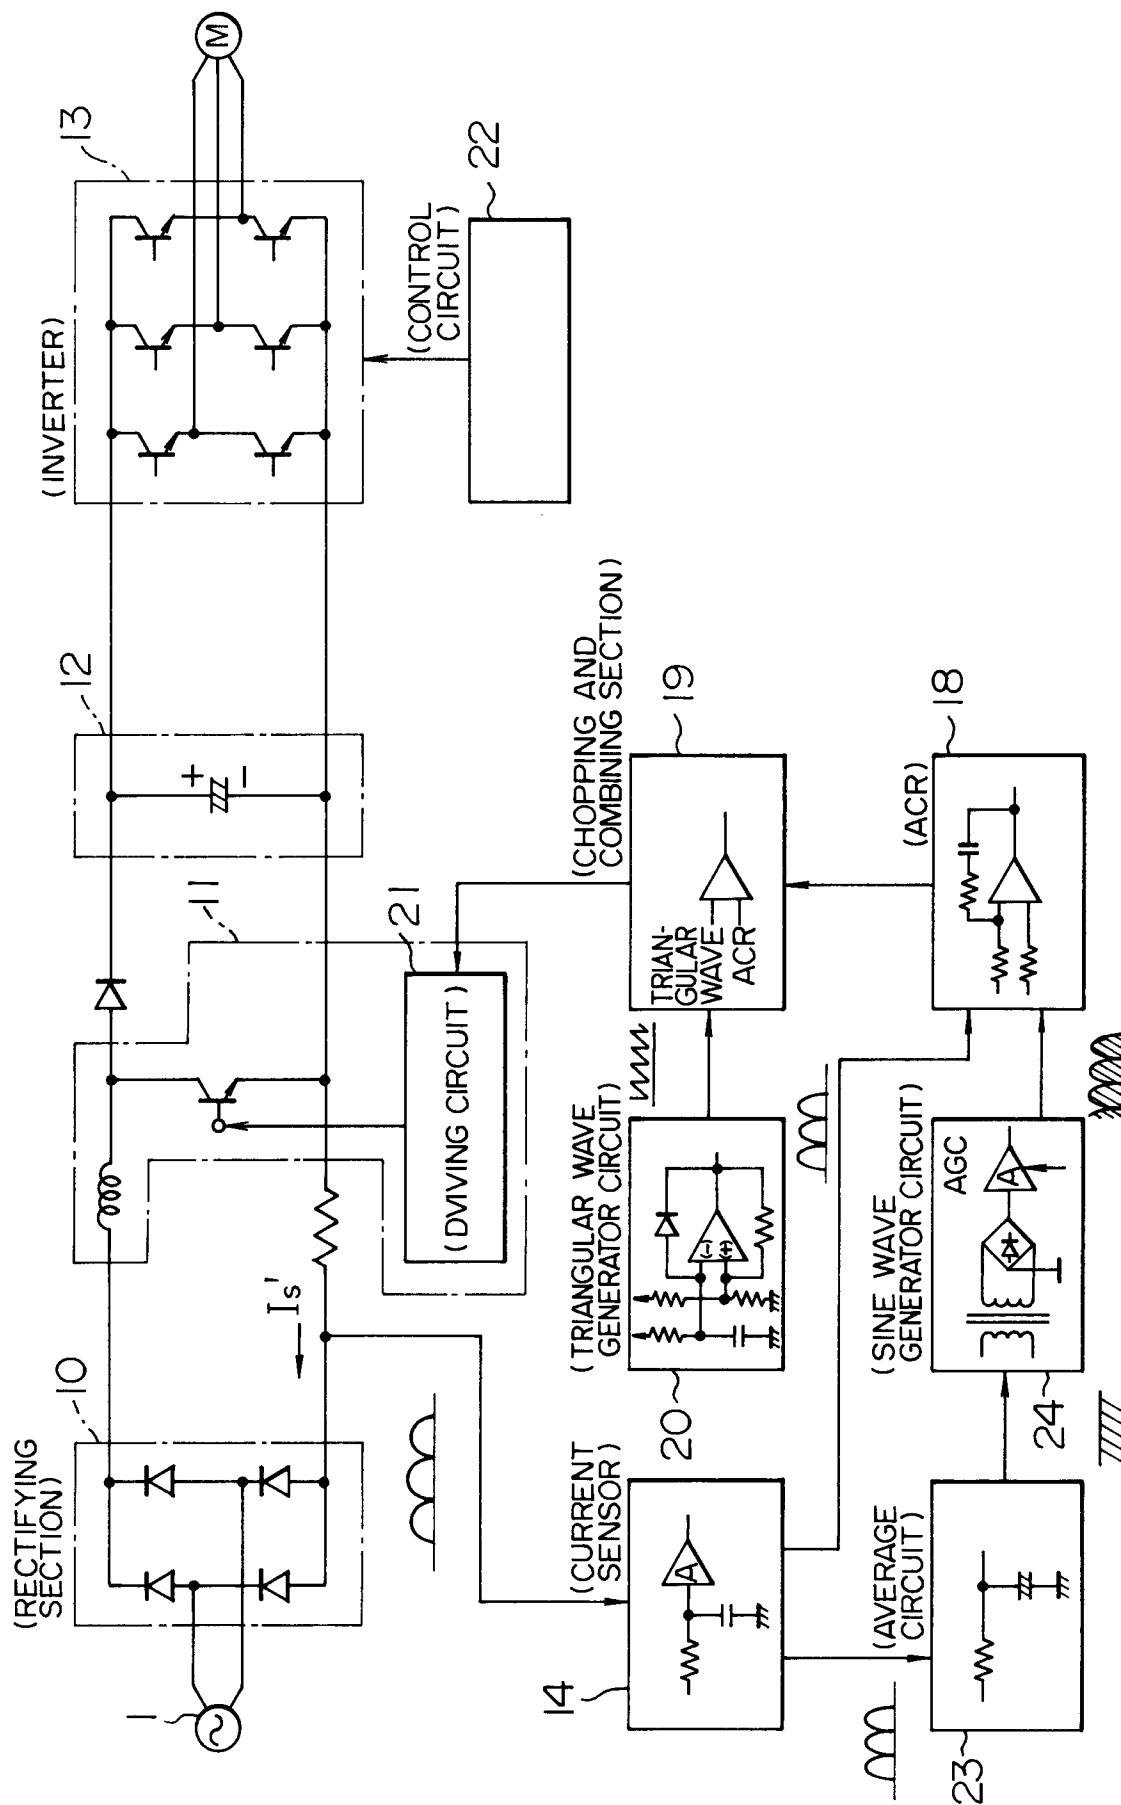 (RECTIFYING
SECTION)
10
1
Is'
11
12
(INVERTER)
13
M
(DVIVING CIRCUIT)
21
+
−
(CONTROL
CIRCUIT)
22
(CURRENT
SENSOR)
14
A
(TRIANGULAR WAVE
GENERATOR CIRCUIT)
20
(−)
(+)
(CHOPPING AND
COMBINING SECTION)
19
TRIAN-
GULAR
WAVE
ACR
(AVERAGE
CIRCUIT)
23
(SINE WAVE
GENERATOR CIRCUIT)
24
AGC
A
(ACR)
18